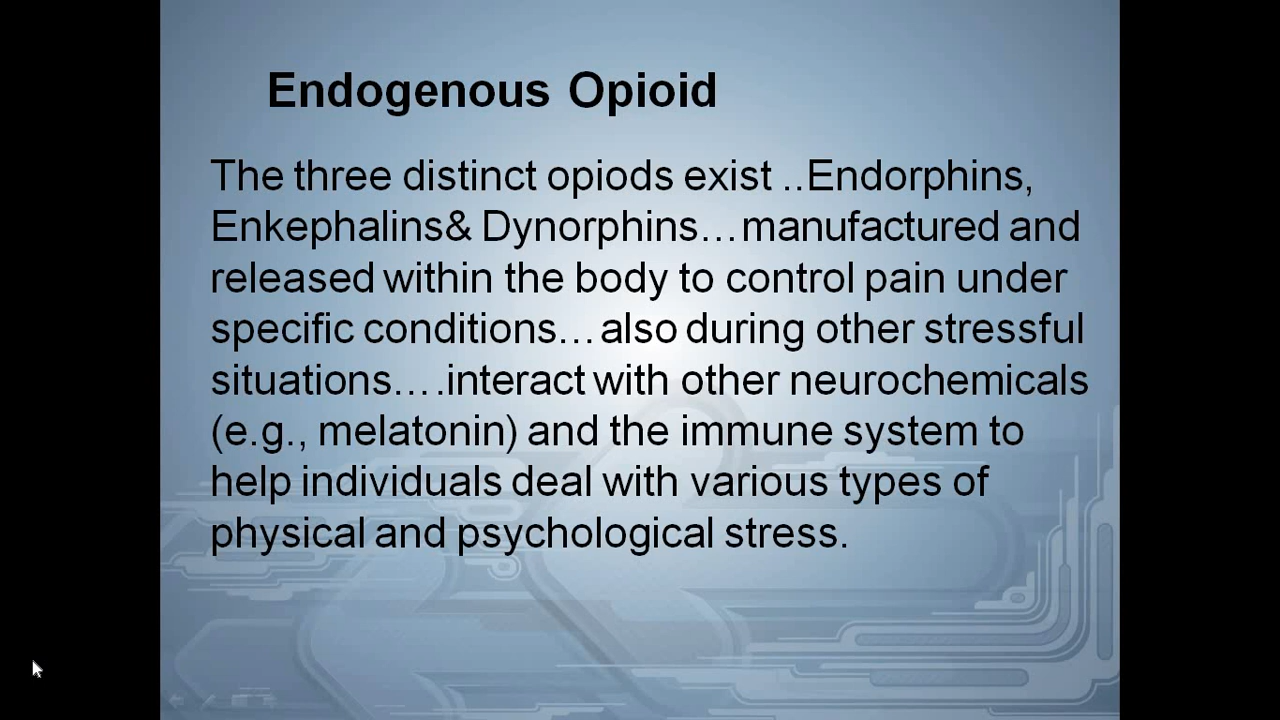 Endogenous Opioid
The three distinct opiods exist ..Endorphins,
Enkephalins& Dynorphins…manufactured and
released within the body to control pain under
specific conditions…also during other stressful
situations….interact with other neurochemicals
(e.g., melatonin) and the immune system to
help individuals deal with various types of
physical and psychological stress.